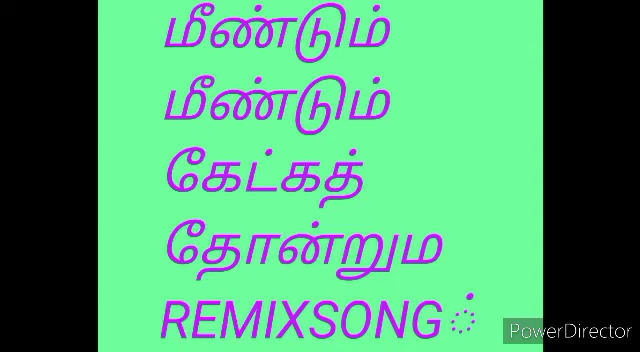 மீண்டும்
மீண்டும்
கேட்கத்
தோன்றும
REMIXSONG ்
PowerDirector